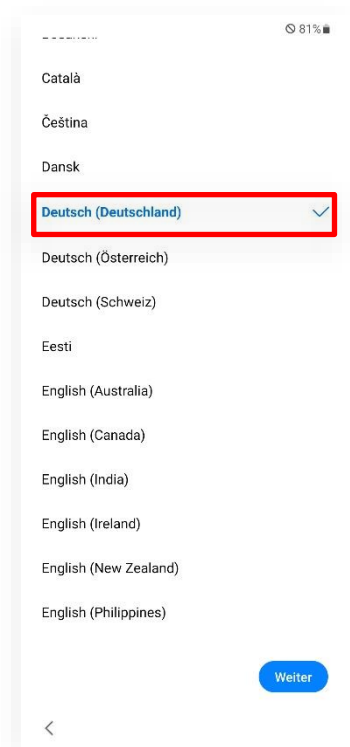 81%
Català
Čeština
Dansk
Deutsch (Deutschland)
Deutsch (Österreich)
Deutsch (Schweiz)
Eesti
English (Australia)
English (Canada)
English (India)
English (Ireland)
English (New Zealand)
English (Philippines)
Weiter